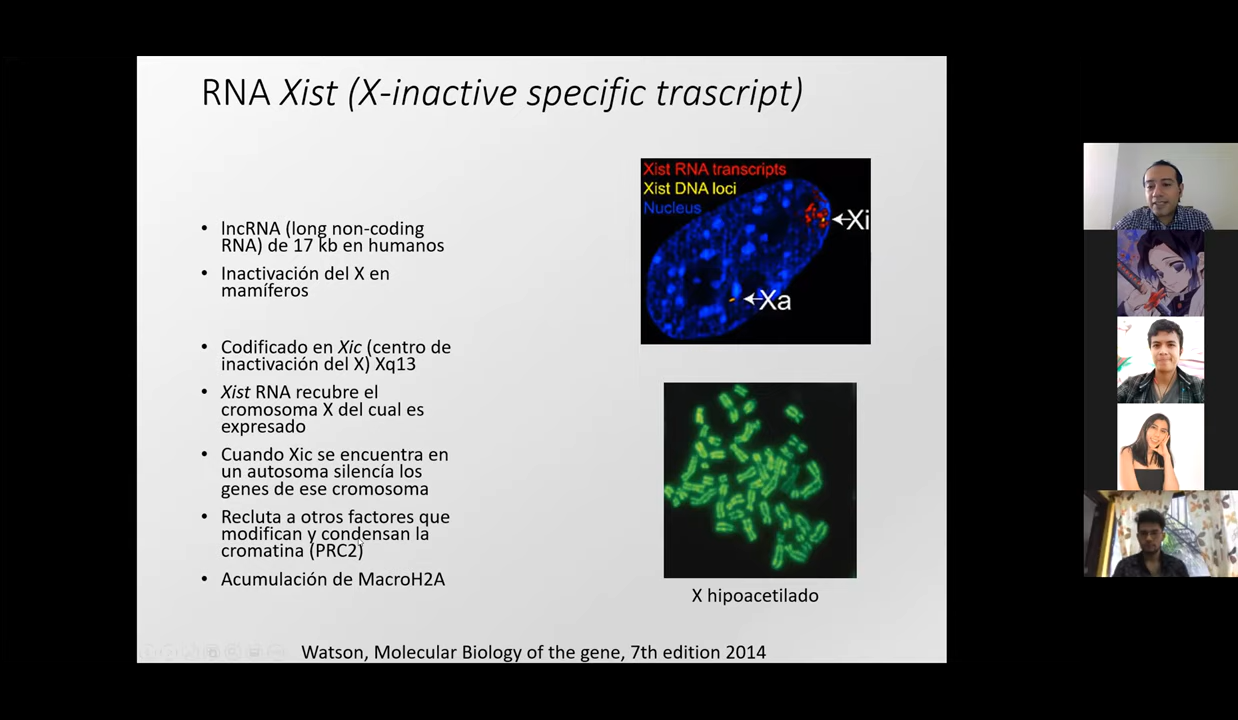 RNA Xist (X-inactive specific trascript)
• lncRNA (long non-coding
RNA) de 17 kb en humanos
• Inactivación del X en
mamíferos
• Codificado en Xic (centro de
inactivación del X) Xq13
• Xist RNA recubre el
cromosoma X del cual es
expresado
• Cuando Xic se encuentra en
un autosoma silencía los
genes de ese cromosoma
• Recluta a otros factores que
modifican y condensan la
cromatina (PRC2)
• Acumulación de MacroH2A
Xist RNA transcripts
Xist DNA loci
Nucleus
Xi
Xa
X hipoacetilado
Watson, Molecular Biology of the gene, 7th edition 2014